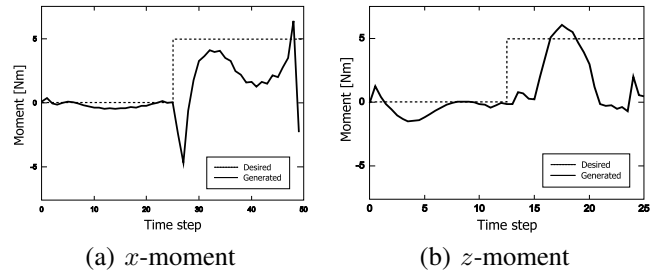 Moment [Nm]
5
0
-5
Desired
Generated
0 10 20 30 40 50
Time step
(a) x-moment
Moment [Nm]
5
0
-5
Desired
Generated
0 5 10 15 20 25
Time step
(b) z-moment